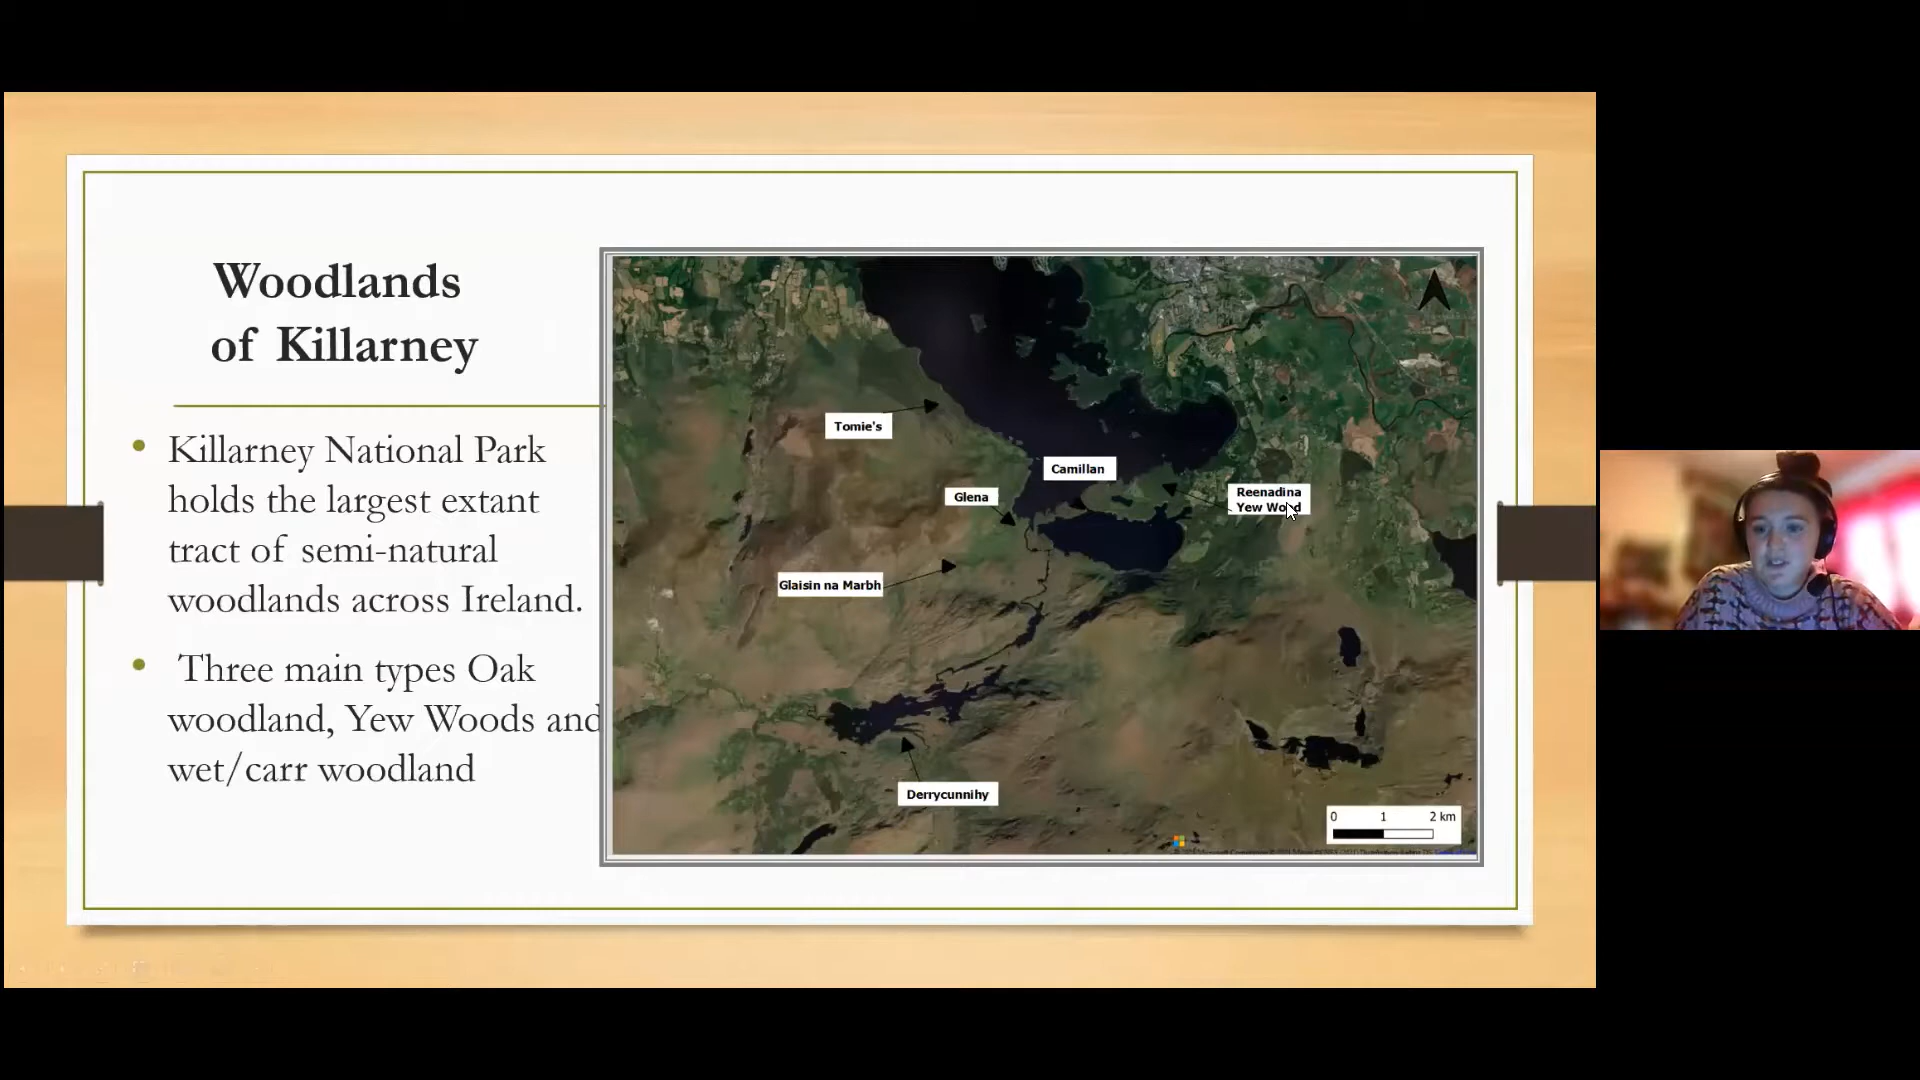 Woodlands
of Killarney
Killarney National Park
holds the largest extant
tract of semi-natural
woodlands across Ireland.
Three main types Oak
woodland, Yew Woods and
wet/carr woodland
Tomie's
Camillan
Glena
Reenadina
Yew Wood
Glaisin na Marbh
Derrycunnihy
0 1 2 km